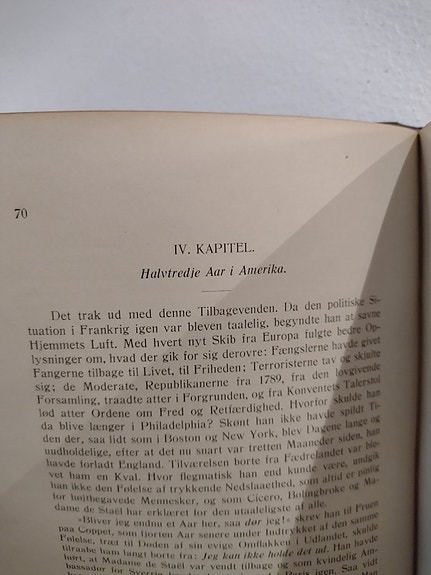 70
IV. KAPITEL.
Halvtredje Aar i Amerika.
Det trak ud med denne Tilbagevenden. Da den politiske Si-
tuation i Frankrig igen var bleven taalelig, begyndte han at savne
Hjemmets Luft. Med hvert nyt Skib fra Europa fulgte bedre Op-
lysninger om, hvad der gik for sig derovre: Fængslerne havde givet
Fangerne tilbage til Livet, til Friheden; Terroristerne tav og skjulte
sig; de Moderate, Republikanerne fra 1789, fra den lovgivende
Forsamling, traadte atter i Forgrunden, og fra Konventets Talerstol
lød atter Ordene om Fred og Retfærdighed. Hvorfor skulde han
da blive længer i Philadelphia? Skønt han ikke havde spildt Ti-
den der, saa lidt som i Boston og New York, blev Dagene lange og
uudholdelige, efter at det nu snart var tretten Maaneder siden, han
havde forladt England. Tilværelsen borte fra Fædrelandet var ble-
vet ham en Kval. Hvor flegmatisk han end kunde være, undgik
han ikke den Følelse af trykkende Nedslaaethed, som altid er pinlig
for højtbegavede Mennesker, og som Cicero, Bolingbroke og Ma-
dame de Staël har erklæret for den utaaleligste af alle.
»Bliver jeg endnu et Aar her, saa dør jeg!« skrev han til Fruen
paa Coppet, som fjorten Aar senere under Indtrykket af den samme
Følelse, træt til Døden af sin evige Omflakken i Udlandet, skulde
tilraabe ham langt borte fra: Jeg kan ikke holde det ud. Han havde
hørt, at Madame de Staël var vendt tilbage og som kvindelig Am-
bassadør for Sverrig Paris igen. Saa vidt